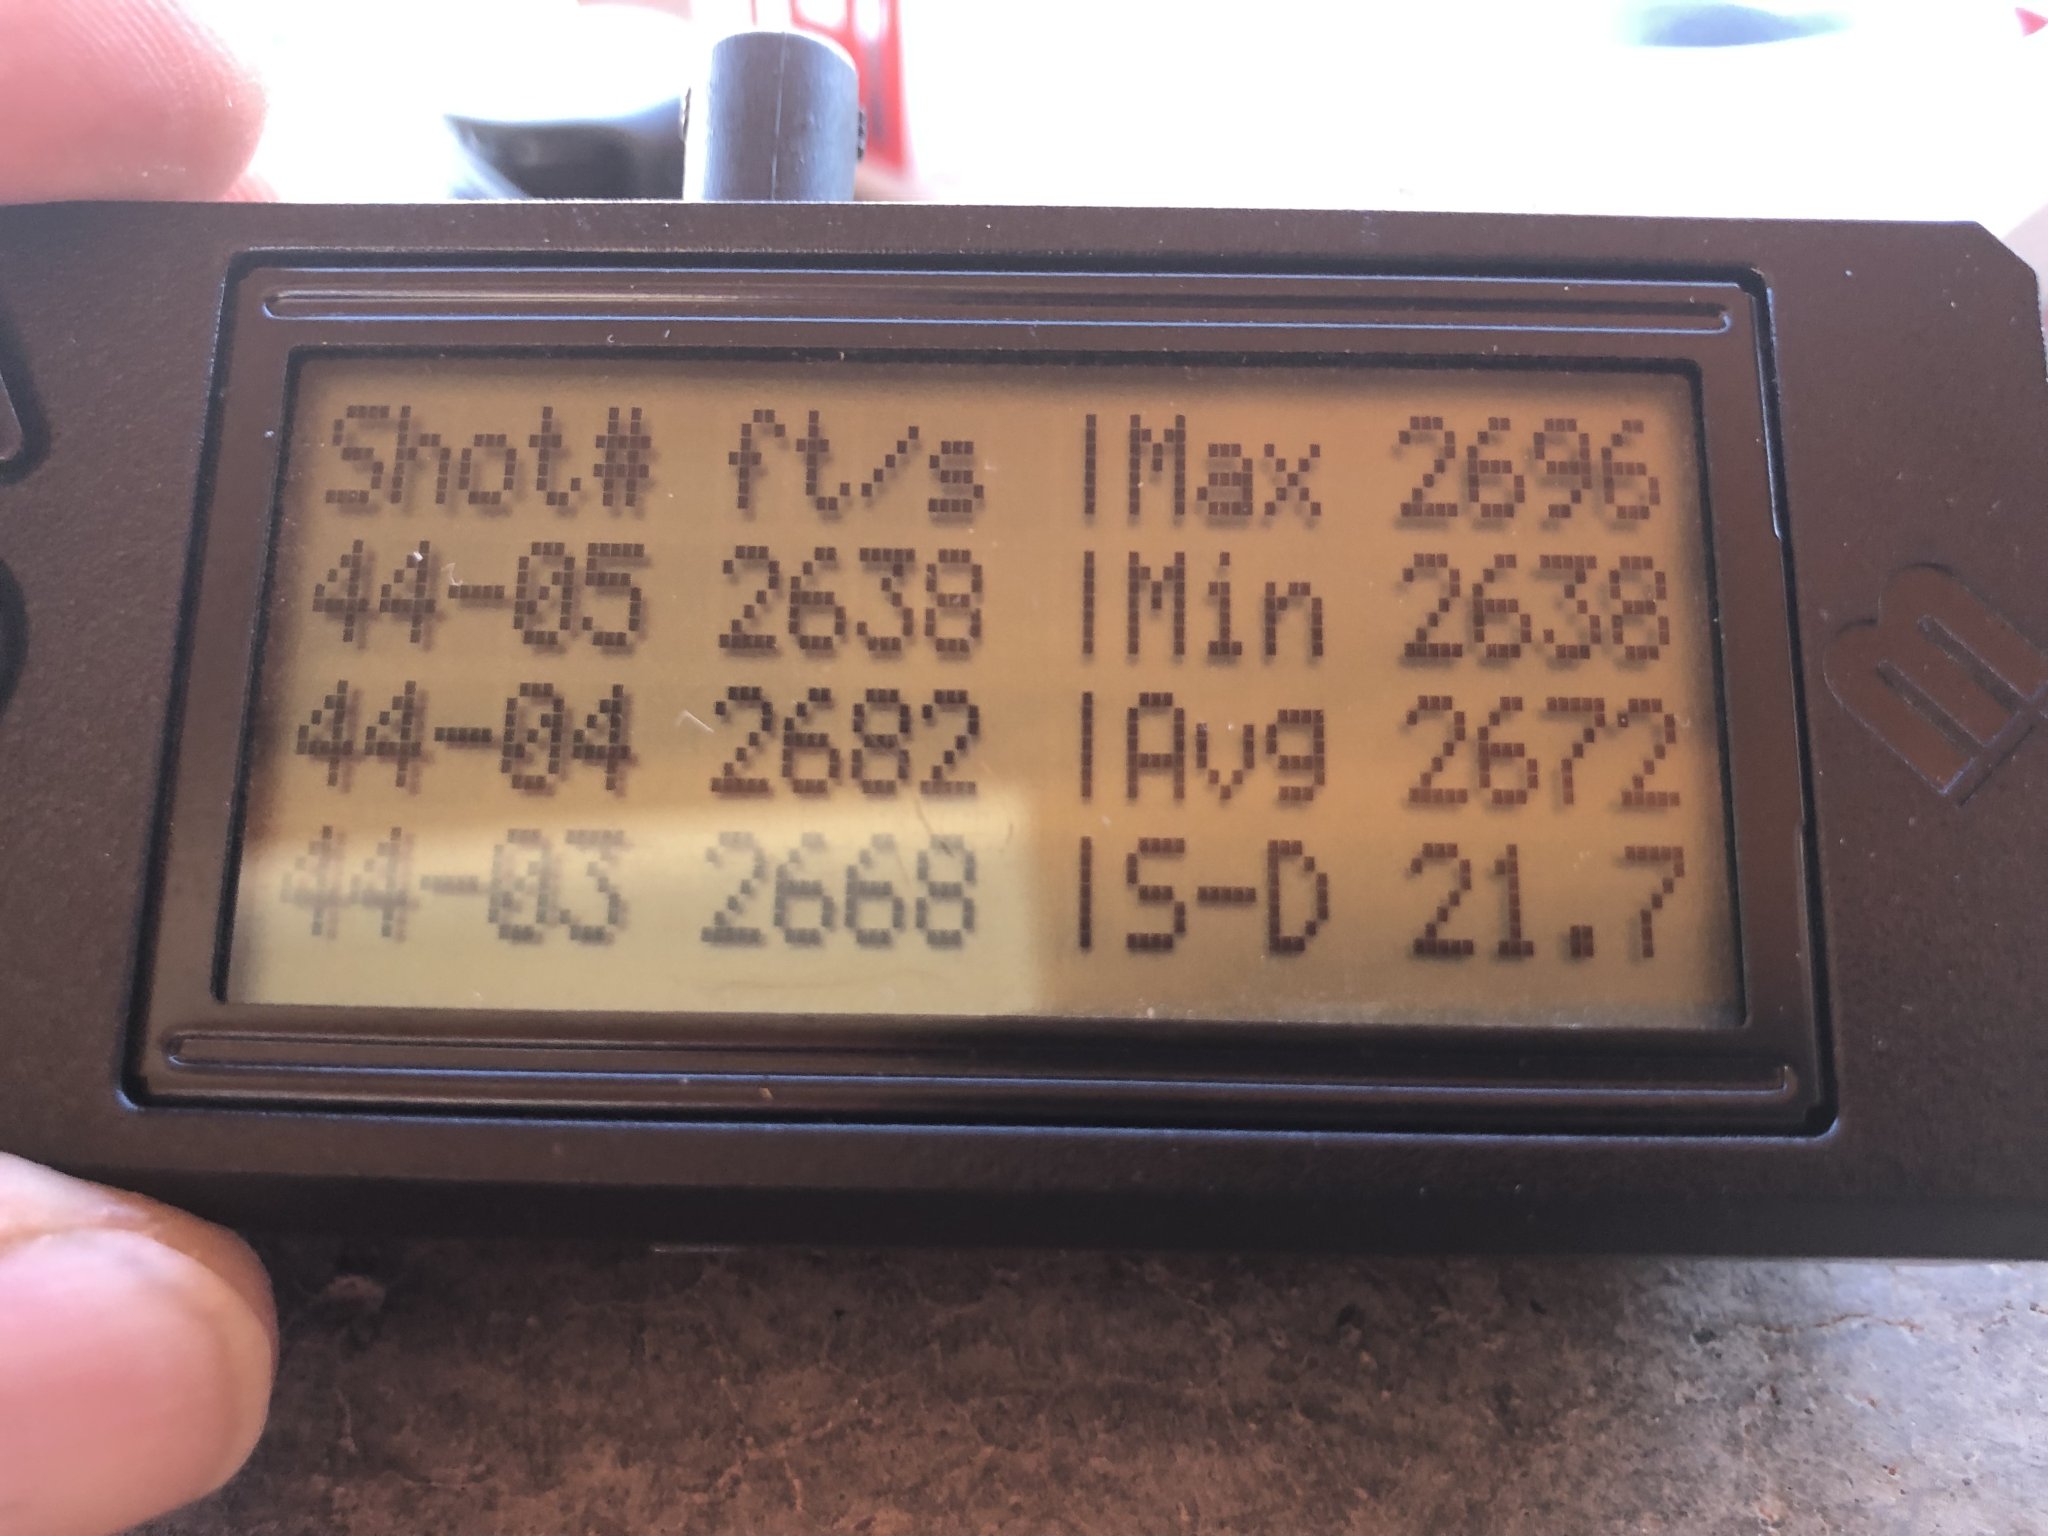 Shot# ft/s |Max 2696
44-05 2638 |Min 2638
44-04 2682 |Avg 2672
44-03 2668 |S-D 21.7